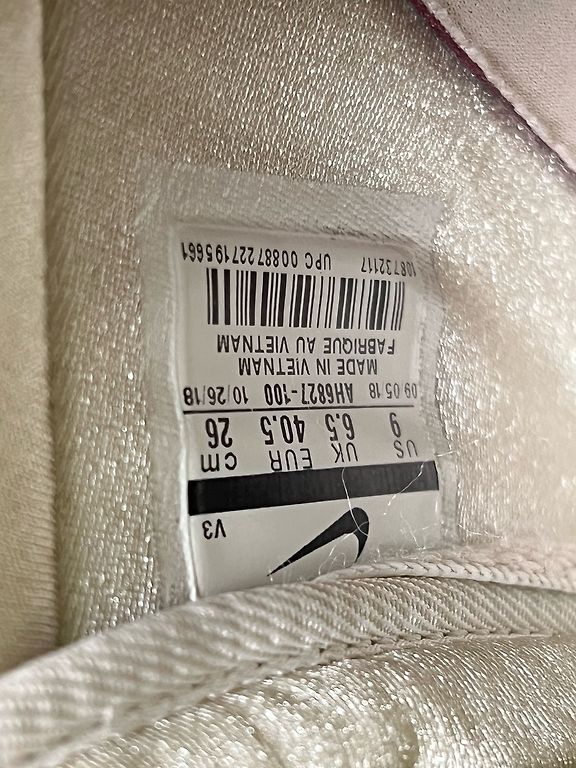 V3
US UK EUR cm
9 6.5 40.5 26
09 05 18 AH6827-100 10/26/18
MADE IN VIETNAM
FABRIQUE AU VIETNAM
108732117 UPC 00887227195661